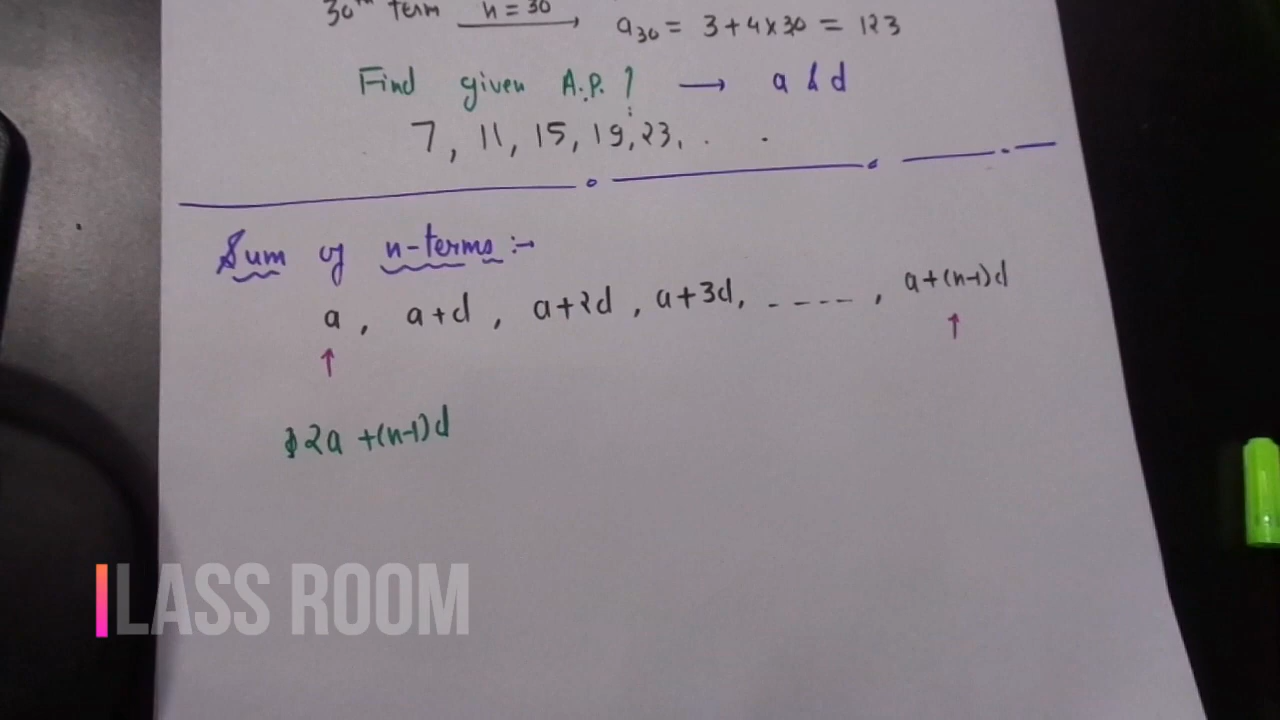 30th term n = 30 a30 = 3 + 4 x 30 = 123
Find given A.P. ? → a & d
7, 11, 15, 19, 23, . .
Sum of n-terms :-
a , a+d , a+2d , a+3d, ---- , a+(n-1)d
↑ ↑
2a +(n-1)d
LASS ROOM